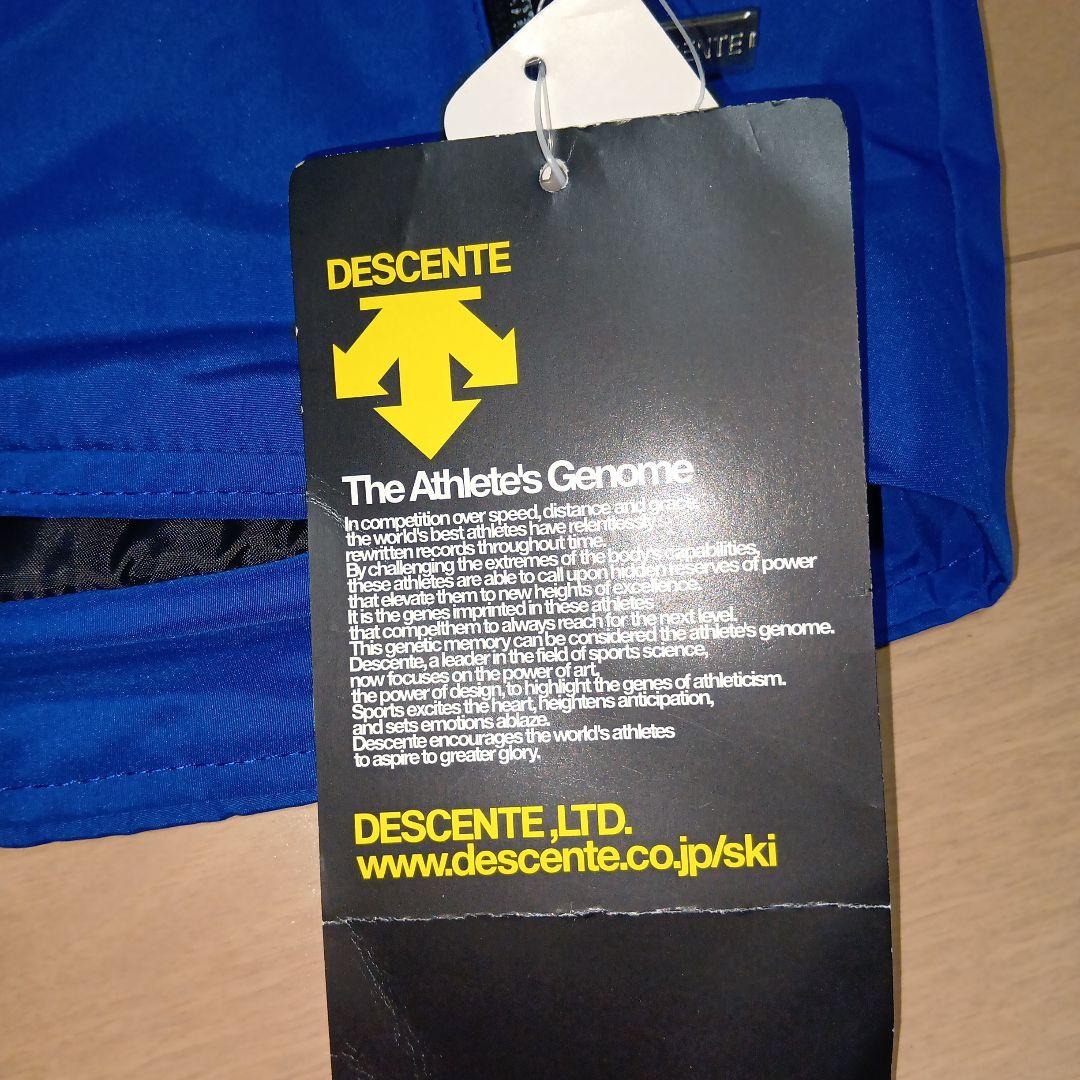 ENTE
DESCENTE
The Athlete's Genome
In competition over speed, distance and grace,
the world's best athletes have relentlessly
rewritten records throughout time.
By challenging the extremes of the body's capabilities,
these athletes are able to call upon hidden reserves of power
that elevate them to new heights of excellence.
It is the genes imprinted in these athletes
that compelthem to always reach for the next level.
This genetic memory can be considered the athlete's genome.
Descente, a leader in the field of sports science,
now focuses on the power of art,
the power of design, to highlight the genes of athleticism.
Sports excites the heart, heightens anticipation,
and sets emotions ablaze.
Descente encourages the world's athletes
to aspire to greater glory.
DESCENTE ,LTD.
www.descente.co.jp/ski